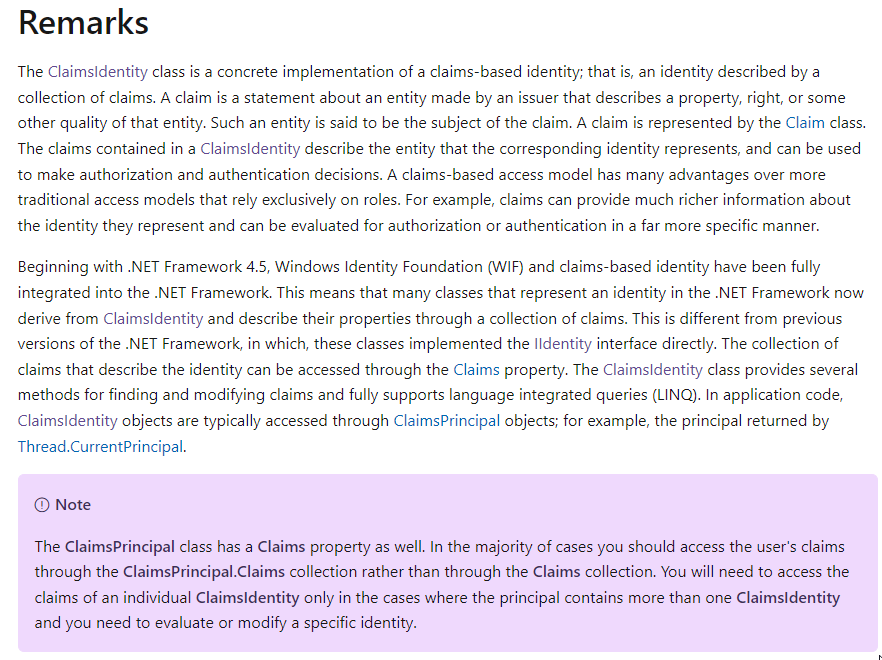 Remarks
The ClaimsIdentity class is a concrete implementation of a claims-based identity; that is, an identity described by a
collection of claims. A claim is a statement about an entity made by an issuer that describes a property, right, or some
other quality of that entity. Such an entity is said to be the subject of the claim. A claim is represented by the Claim class.
The claims contained in a ClaimsIdentity describe the entity that the corresponding identity represents, and can be used
to make authorization and authentication decisions. A claims-based access model has many advantages over more
traditional access models that rely exclusively on roles. For example, claims can provide much richer information about
the identity they represent and can be evaluated for authorization or authentication in a far more specific manner.
Beginning with .NET Framework 4.5, Windows Identity Foundation (WIF) and claims-based identity have been fully
integrated into the .NET Framework. This means that many classes that represent an identity in the .NET Framework now
derive from ClaimsIdentity and describe their properties through a collection of claims. This is different from previous
versions of the .NET Framework, in which, these classes implemented the IIdentity interface directly. The collection of
claims that describe the identity can be accessed through the Claims property. The ClaimsIdentity class provides several
methods for finding and modifying claims and fully supports language integrated queries (LINQ). In application code,
ClaimsIdentity objects are typically accessed through ClaimsPrincipal objects; for example, the principal returned by
Thread.CurrentPrincipal.
Note
The ClaimsPrincipal class has a Claims property as well. In the majority of cases you should access the user's claims
through the ClaimsPrincipal.Claims collection rather than through the Claims collection. You will need to access the
claims of an individual ClaimsIdentity only in the cases where the principal contains more than one ClaimsIdentity
and you need to evaluate or modify a specific identity.